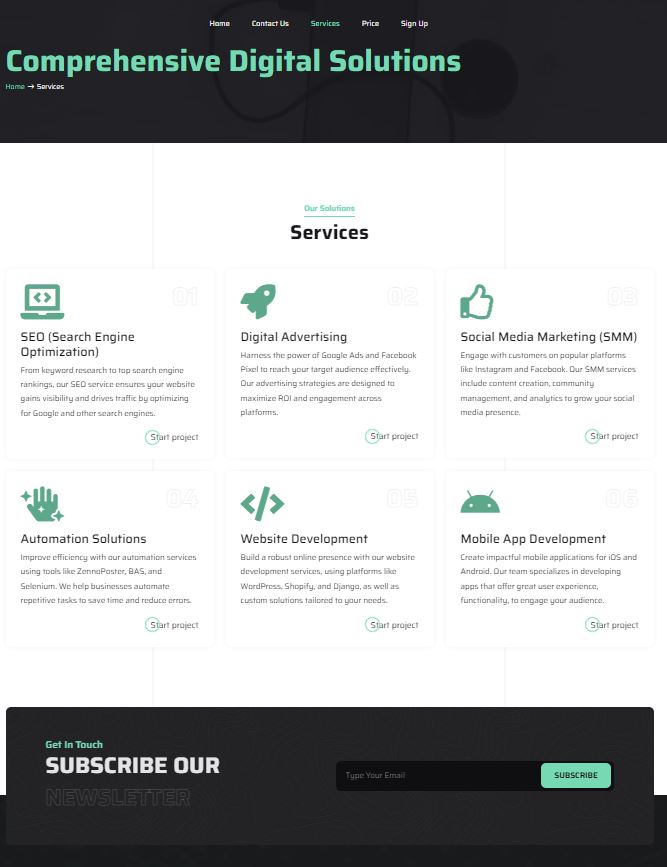 Home Contact Us Services Price Sign Up
Comprehensive Digital Solutions
Home → Services
Our Solutions
Services
01
SEO (Search Engine
Optimization)
From keyword research to top search engine
rankings, our SEO service ensures your website
gains visibility and drives traffic by optimizing
for Google and other search engines.
Start project
02
Digital Advertising
Harness the power of Google Ads and Facebook
Pixel to reach your target audience effectively.
Our advertising strategies are designed to
maximize ROI and engagement across
platforms.
Start project
03
Social Media Marketing (SMM)
Engage with customers on popular platforms
like Instagram and Facebook. Our SMM services
include content creation, community
management, and analytics to grow your social
media presence.
Start project
04
Automation Solutions
Improve efficiency with our automation services
using tools like ZennoPoster, BAS, and
Selenium. We help businesses automate
repetitive tasks to save time and reduce errors.
Start project
05
Website Development
Build a robust online presence with our website
development services, using platforms like
WordPress, Shopify, and Django, as well as
custom solutions tailored to your needs.
Start project
06
Mobile App Development
Create impactful mobile applications for iOS and
Android. Our team specializes in developing
apps that offer great user experience,
functionality, to engage your audience.
Start project
Get In Touch
SUBSCRIBE OUR
NEWSLETTER
Type Your Email
SUBSCRIBE